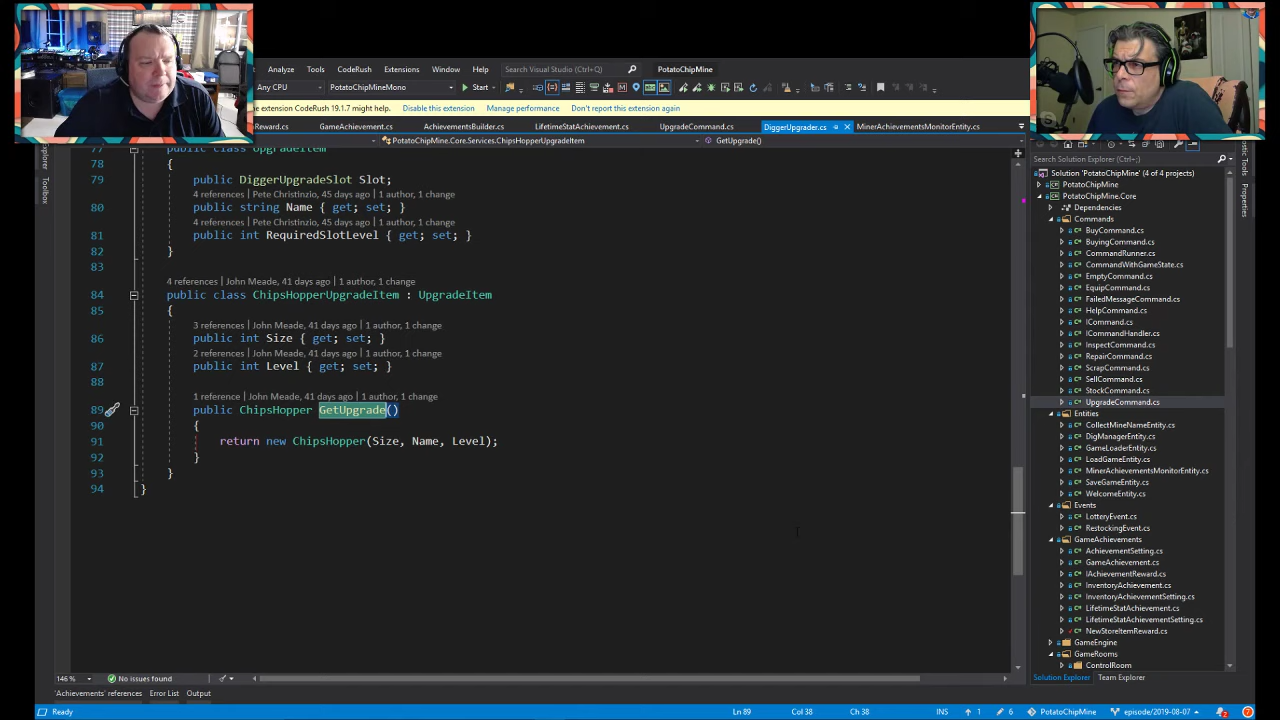 Analyze Tools CodeRush Extensions Window Help Search Visual Studio (Ctrl+Q) PotatoChipMine
Any CPU PotatoChipMineMono Start
e extension CodeRush 19.1.7 might help. Disable this extension Manage performance Don't report this extension again
Reward.cs GameAchievement.cs AchievementsBuilder.cs LifetimeStatAchievement.cs UpgradeCommand.cs DiggerUpgrader.cs MinerAchievementsMonitorEntity.cs
PotatoChipMine.Core.Services.ChipsHopperUpgradeItem GetUpgrade()
77 public class UpgradeItem
78 {
79 public DiggerUpgradeSlot Slot;
4 references | Pete Christinzio, 45 days ago | 1 author, 1 change
80 public string Name { get; set; }
4 references | Pete Christinzio, 45 days ago | 1 author, 1 change
81 public int RequiredSlotLevel { get; set; }
82 }
83
4 references | John Meade, 41 days ago | 1 author, 1 change
84 public class ChipsHopperUpgradeItem : UpgradeItem
85 {
3 references | John Meade, 41 days ago | 1 author, 1 change
86 public int Size { get; set; }
2 references | John Meade, 41 days ago | 1 author, 1 change
87 public int Level { get; set; }
88
1 reference | John Meade, 41 days ago | 1 author, 1 change
89 public ChipsHopper GetUpgrade()
90 {
91 return new ChipsHopper(Size, Name, Level);
92 }
93 }
94 }
146 % No issues found
'Achievements' references Error List Output
Ready Ln 89 Col 38 Ch 38 INS 1 6 PotatoChipMine episode/2019-08-07 7
Toolbox
Search Solution Explorer (Ctrl+;)
Solution 'PotatoChipMine' (4 of 4 projects)
PotatoChipMine
PotatoChipMine.Core
Dependencies
Commands
BuyCommand.cs
BuyingCommand.cs
CommandRunner.cs
CommandWithGameState.cs
EmptyCommand.cs
EquipCommand.cs
FailedMessageCommand.cs
HelpCommand.cs
ICommand.cs
ICommandHandler.cs
InspectCommand.cs
RepairCommand.cs
ScrapCommand.cs
SellCommand.cs
StockCommand.cs
UpgradeCommand.cs
Entities
CollectMineNameEntity.cs
DigManagerEntity.cs
GameLoaderEntity.cs
LoadGameEntity.cs
MinerAchievementsMonitorEntity.cs
SaveGameEntity.cs
WelcomeEntity.cs
Events
LotteryEvent.cs
RestockingEvent.cs
GameAchievements
AchievementSetting.cs
GameAchievement.cs
IAchievementReward.cs
InventoryAchievement.cs
InventoryAchievementSetting.cs
LifetimeStatAchievement.cs
LifetimeStatAchievementSetting.cs
NewStoreItemReward.cs
GameEngine
GameRooms
ControlRoom
Solution Explorer Team Explorer
Properties